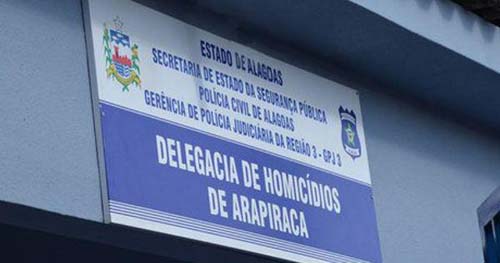 ESTADO DE ALAGOAS
SECRETARIA DE ESTADO DA SEGURANÇA PÚBLICA
POLÍCIA CIVIL DE ALAGOAS
GERÊNCIA DE POLÍCIA JUDICIÁRIA DA REGIÃO 3 - GPJ 3
DELEGACIA DE HOMICÍDIOS
DE ARAPIRACA